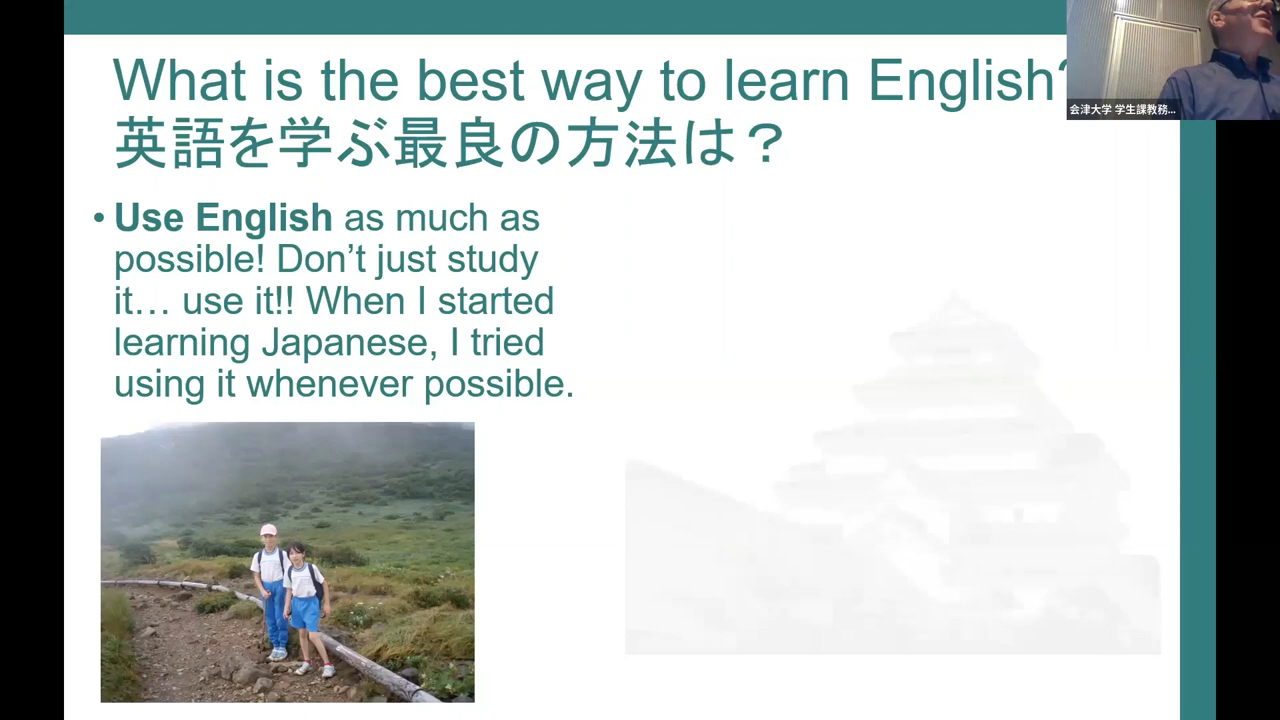 What is the best way to learn English?
英語を学ぶ最良の方法は？
• Use English as much as
possible! Don't just study
it… use it!! When I started
learning Japanese, I tried
using it whenever possible.
会津大学 学生課教務...